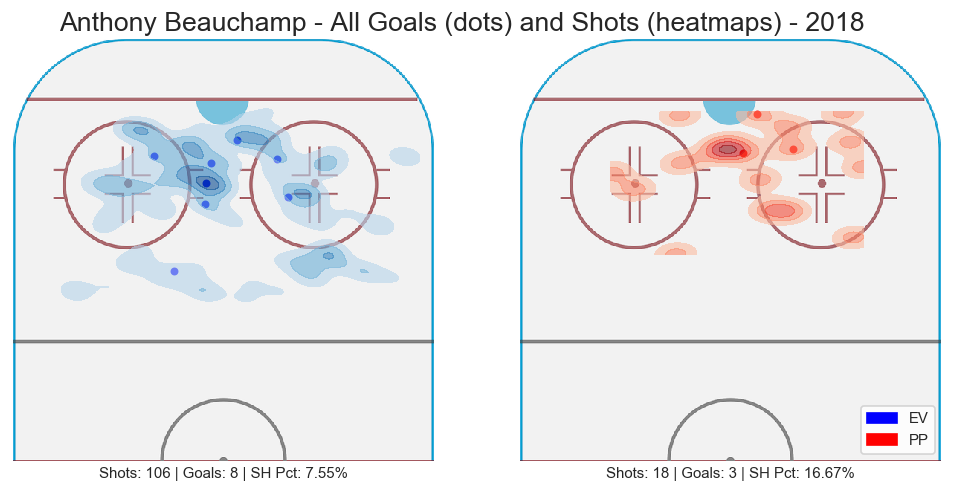 Anthony Beauchamp - All Goals (dots) and Shots (heatmaps) - 2018
EV
PP
Shots: 106 | Goals: 8 | SH Pct: 7.55%
Shots: 18 | Goals: 3 | SH Pct: 16.67%